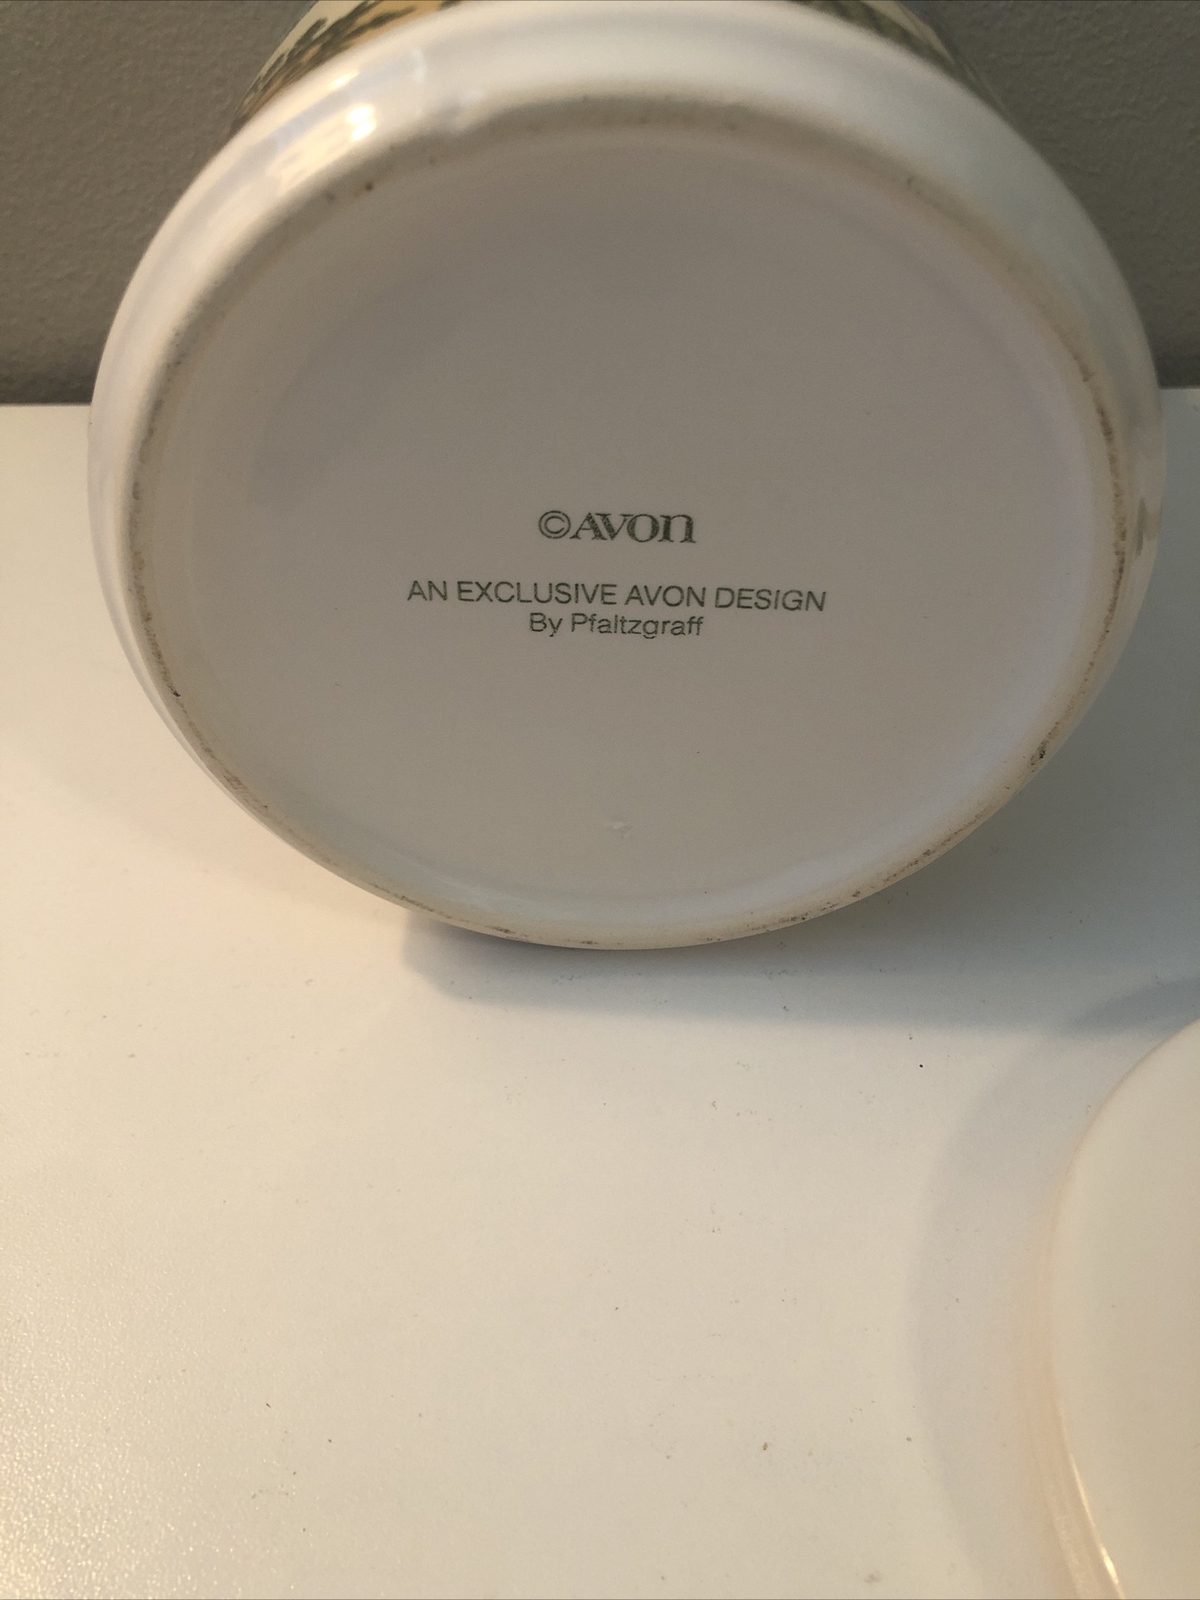 ©AVON
AN EXCLUSIVE AVON DESIGN
By Pfaltzgraff